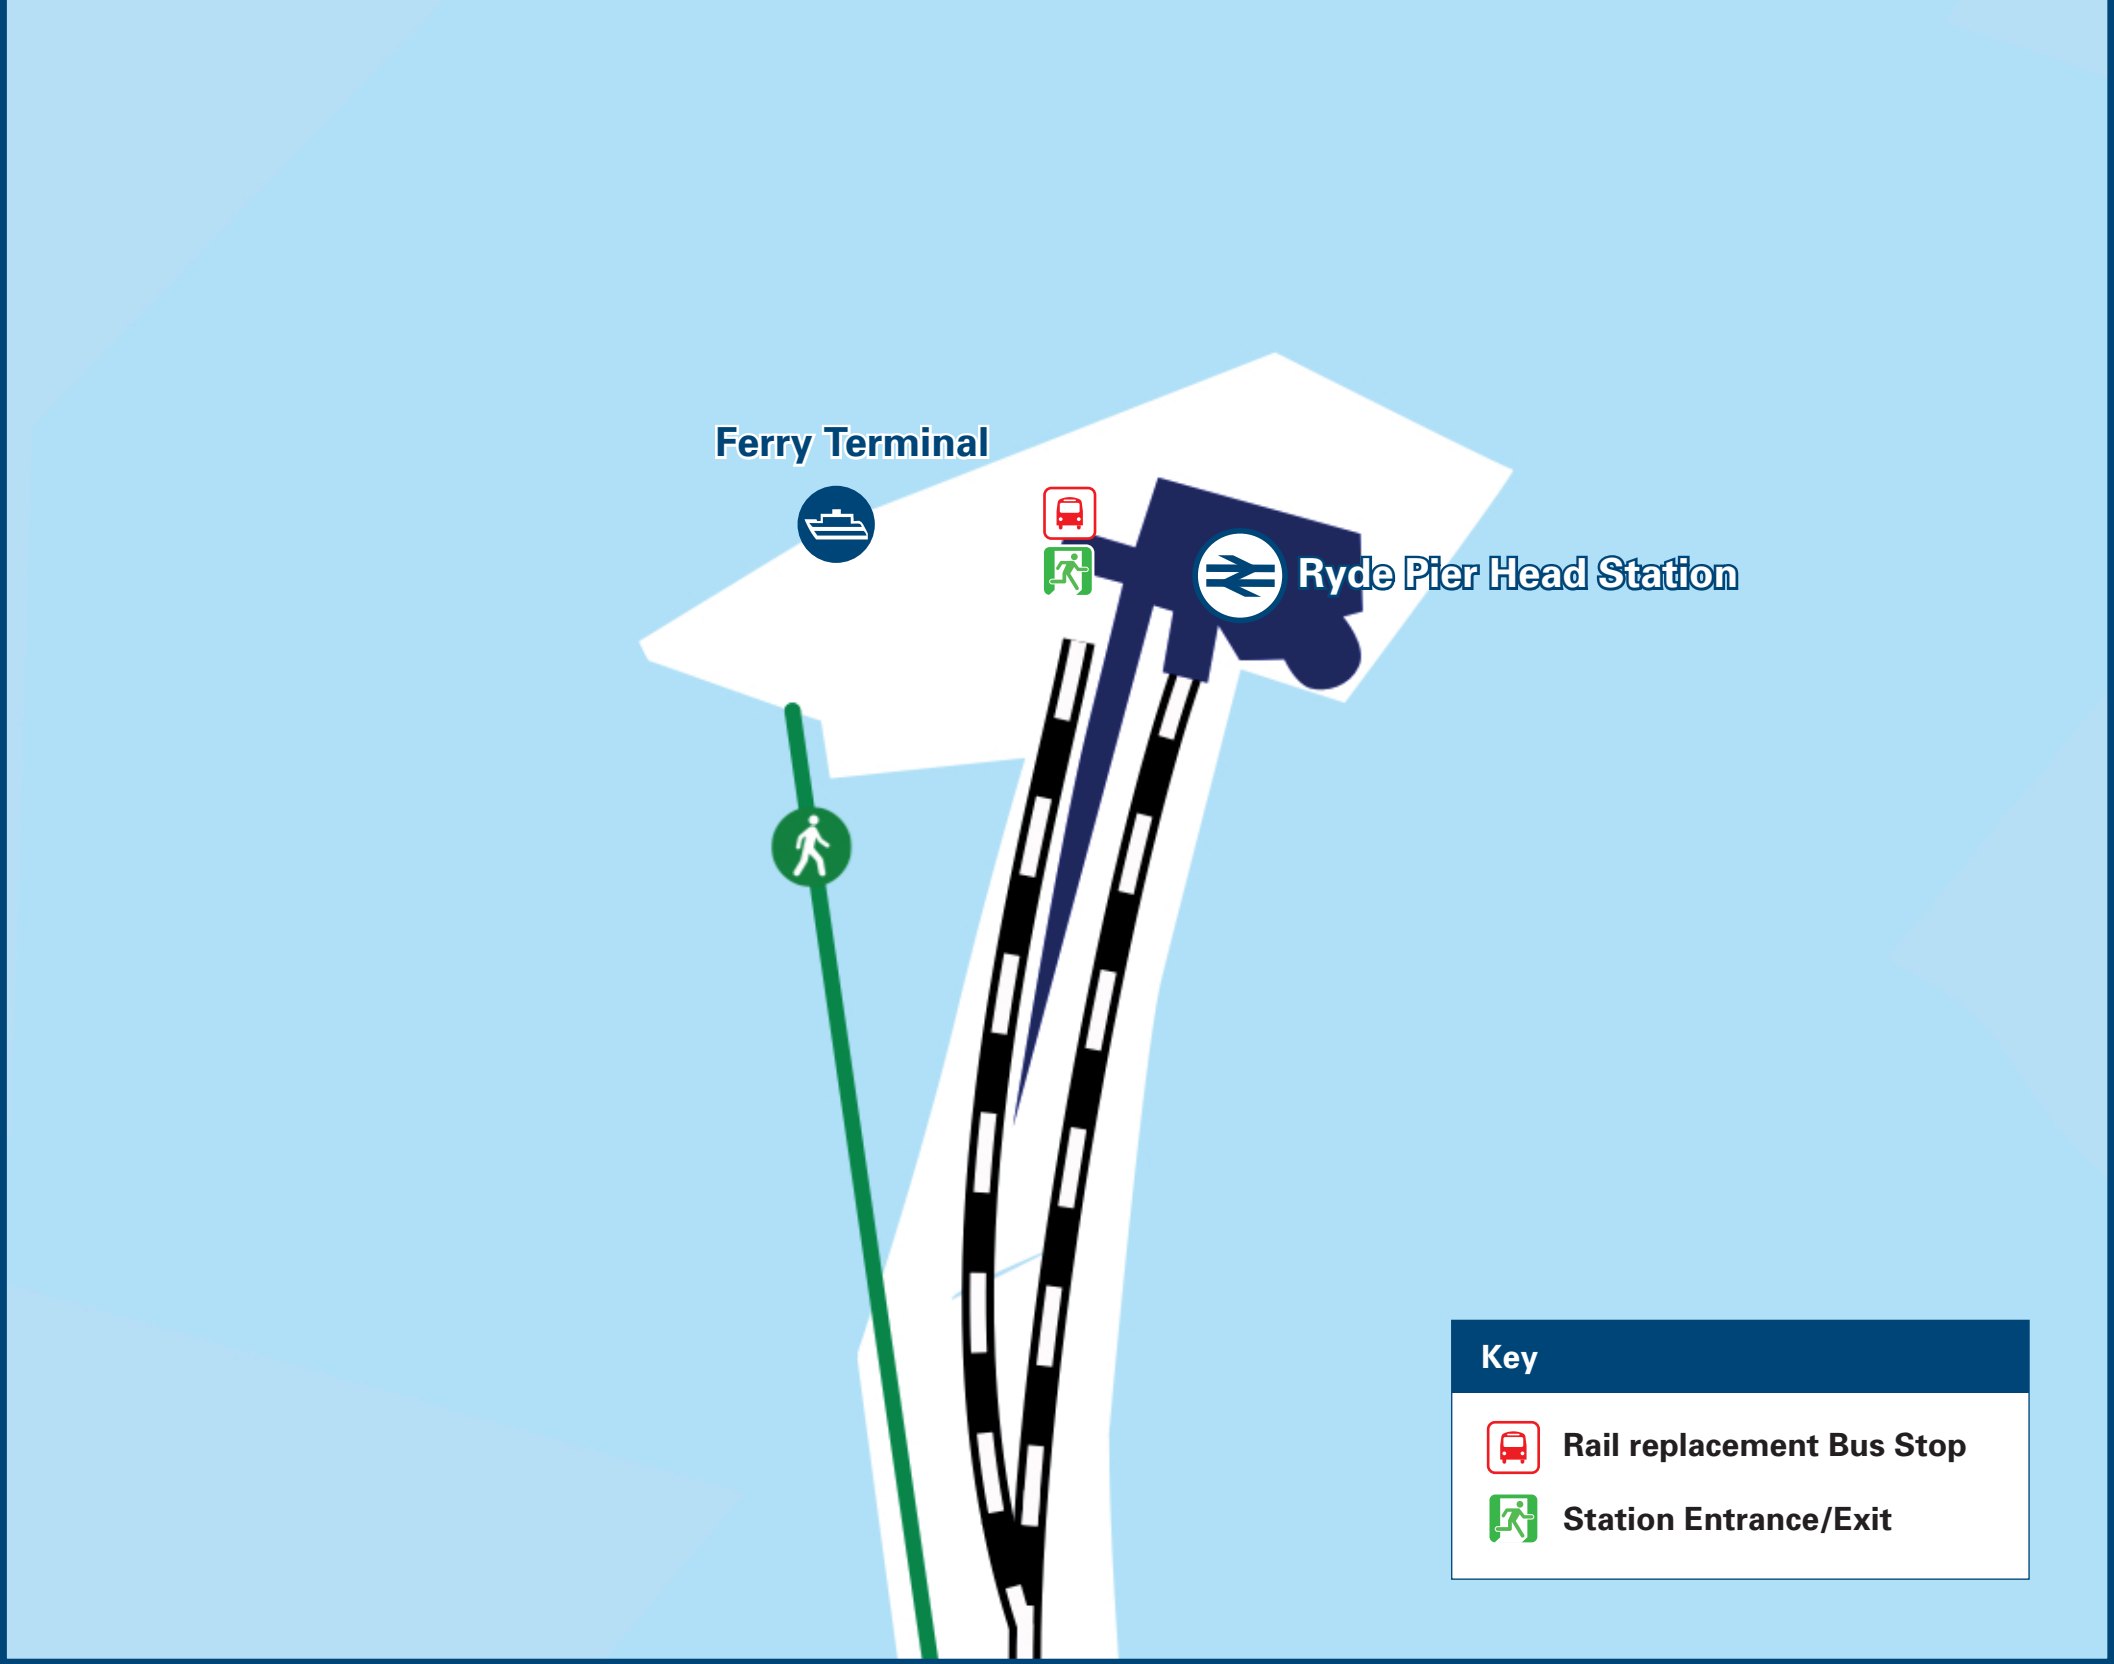 Ferry Terminal
Ryde Pier Head Station
Key
Rail replacement Bus Stop
Station Entrance/Exit